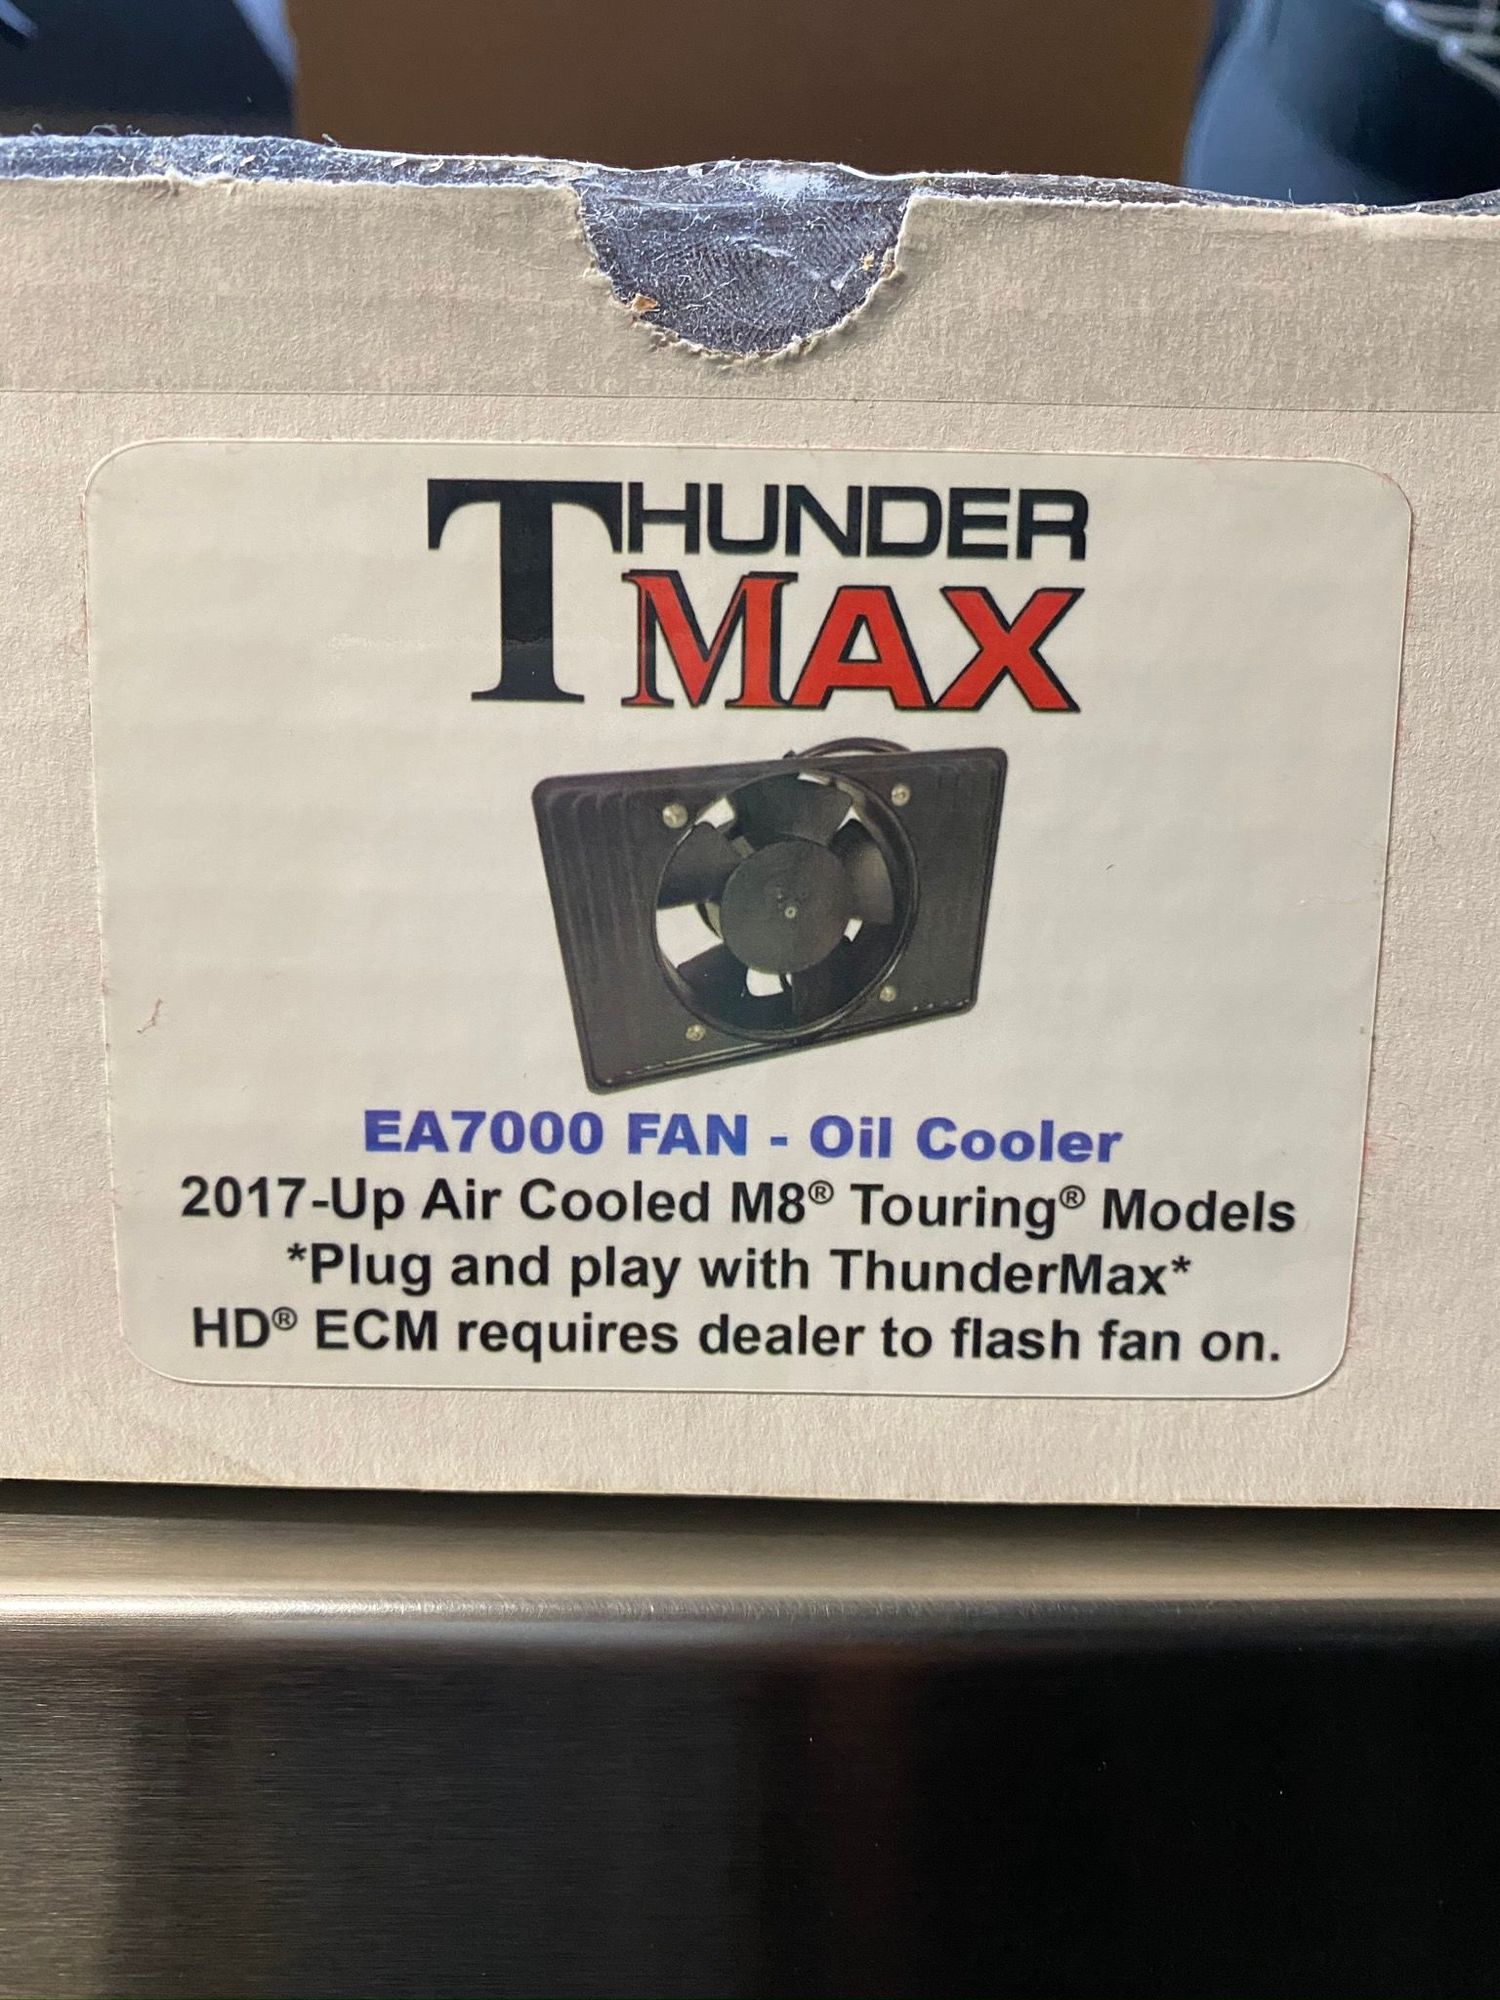 THUNDER
MAX
EA7000 FAN - Oil Cooler
2017-Up Air Cooled M8® Touring® Models
*Plug and play with ThunderMax*
HD® ECM requires dealer to flash fan on.